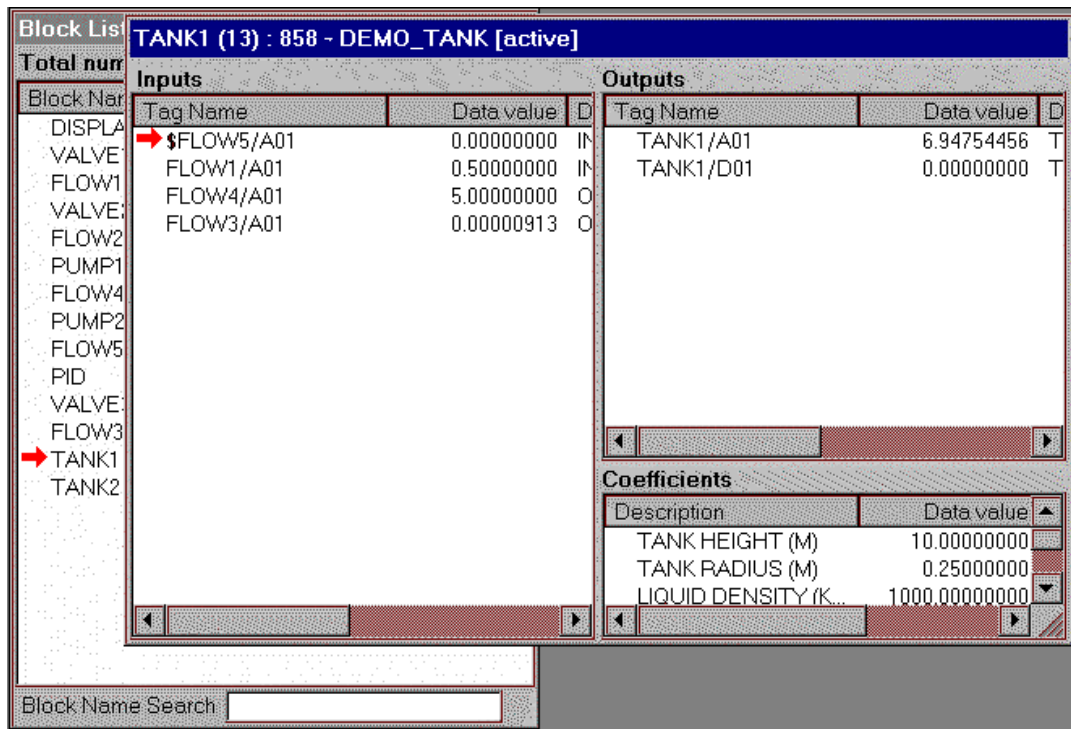 Block List
Total num
Block Nar
DISPLA
VALVE
FLOW1
VALVE
FLOW2
PUMP1
FLOW4
PUMP2
FLOW5
PID
VALVE
FLOW3
TANK1
TANK2
Block Name Search
TANK1 (13) : 858 - DEMO_TANK [active]
Inputs
Tag Name Data value D
$FLOW5/A01 0.00000000 IN
FLOW1/A01 0.50000000 IN
FLOW4/A01 5.00000000 O
FLOW3/A01 0.00000913 O
Outputs
Tag Name Data value D
TANK1/A01 6.94754456 T
TANK1/D01 0.00000000 T
Coefficients
Description Data value
TANK HEIGHT (M) 10.00000000
TANK RADIUS (M) 0.25000000
LIQUID DENSITY (K... 1000.00000000